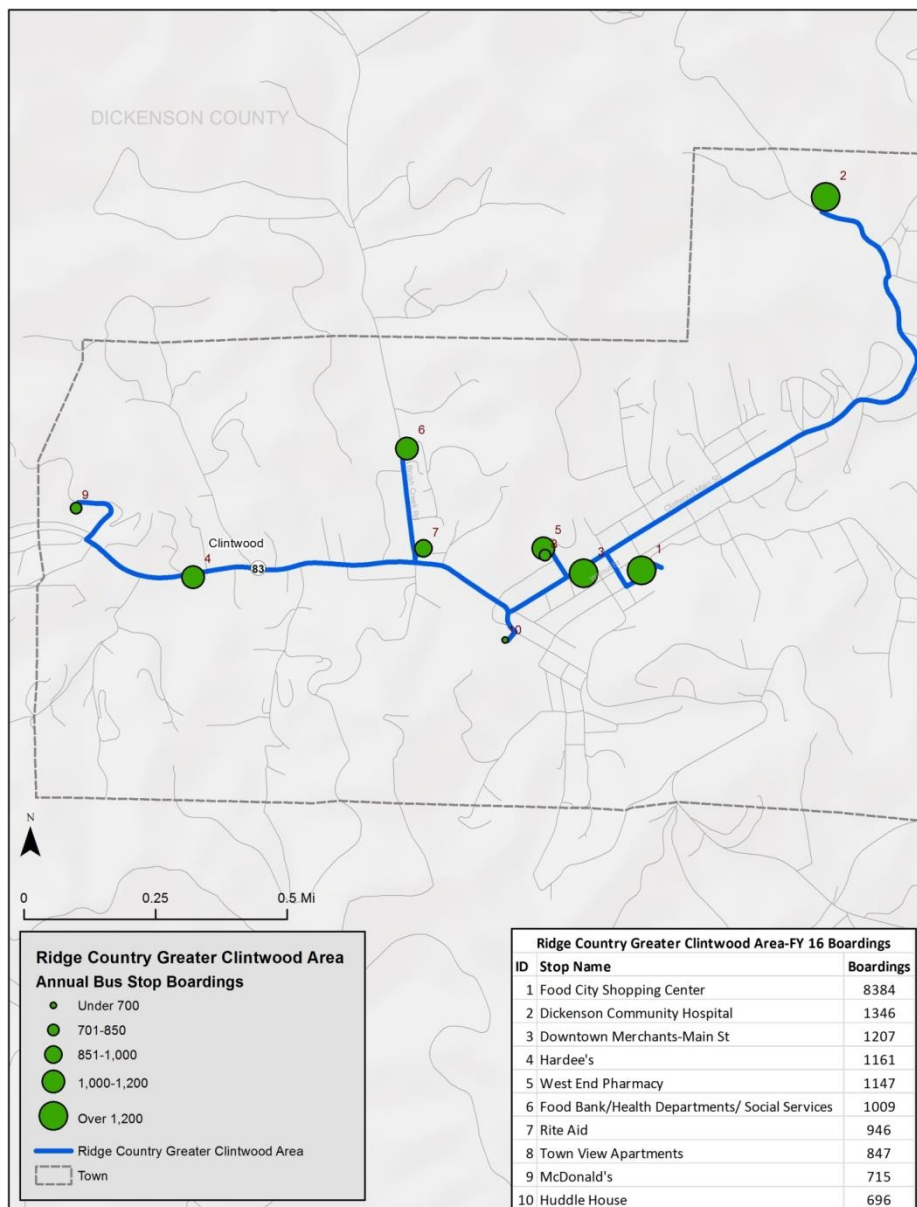 DICKENSON COUNTY
2
6
9
Clintwood Main St
7
5
8
Clintwood
3
1
4
83
10
N
0 0.25 0.5 Mi
Ridge Country Greater Clintwood Area
Annual Bus Stop Boardings
Under 700
701-850
851-1,000
1,000-1,200
Over 1,200
Ridge Country Greater Clintwood Area
Town
Ridge Country Greater Clintwood Area-FY 16 Boardings
ID Stop Name Boardings
1 Food City Shopping Center 8384
2 Dickenson Community Hospital 1346
3 Downtown Merchants-Main St 1207
4 Hardee's 1161
5 West End Pharmacy 1147
6 Food Bank/Health Departments/ Social Services 1009
7 Rite Aid 946
8 Town View Apartments 847
9 McDonald's 715
10 Huddle House 696